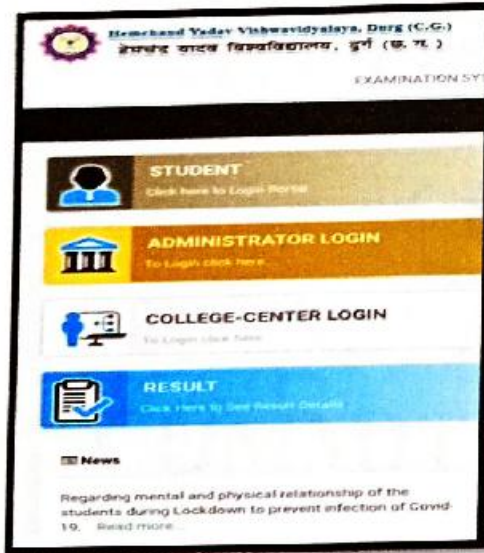 Hemchand Yadav Vishwavidyalaya, Durg (C.G.)
हेमचंद यादव विश्वविद्यालय, दुर्ग (छ. ग. )
EXAMINATION SY
STUDENT
Click here to Login Portal
ADMINISTRATOR LOGIN
To Login click here
COLLEGE-CENTER LOGIN
To Login click here
RESULT
Click Here to See Result Details
News
Regarding mental and physical relationship of the
students during Lockdown to prevent infection of Covid-
19. Read more...